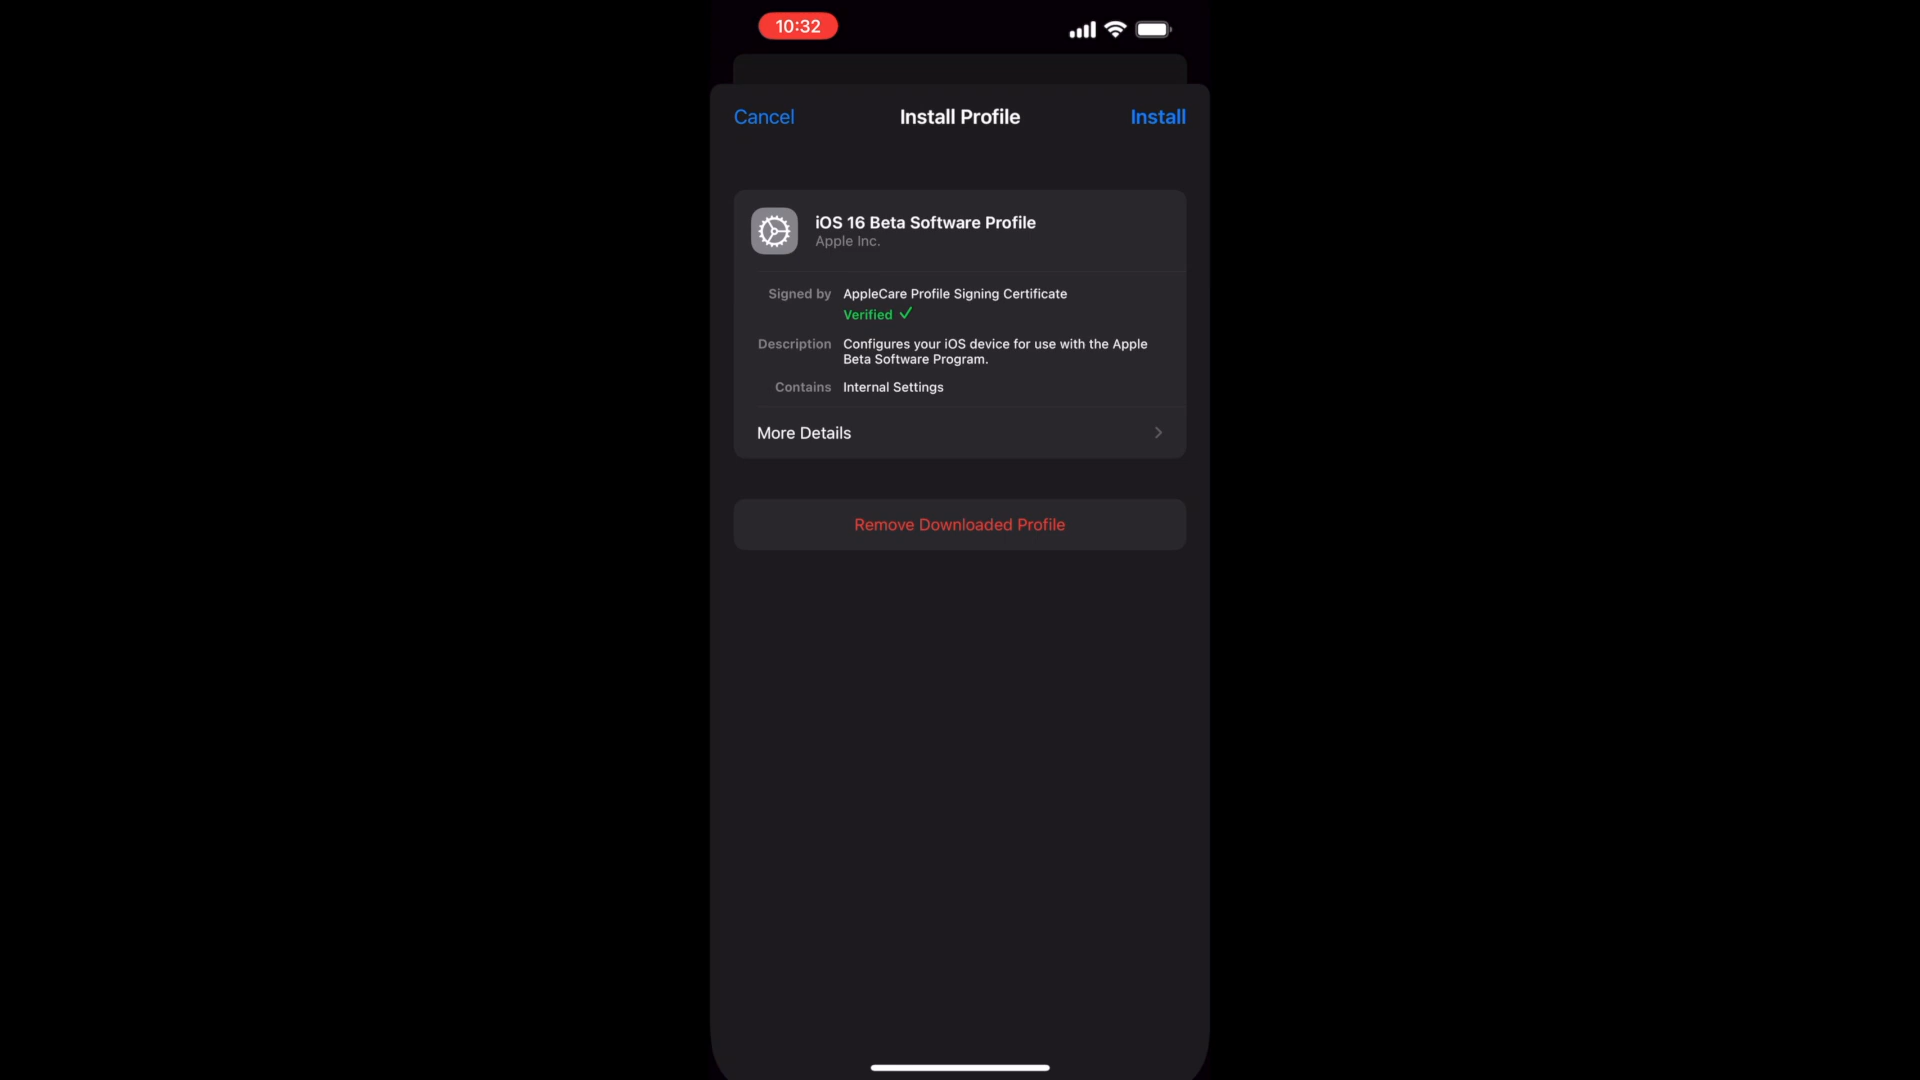 10:32
Cancel
Install Profile
Install
iOS 16 Beta Software Profile
Apple Inc.
Signed by
AppleCare Profile Signing Certificate
Verified ✓
Description
Configures your iOS device for use with the Apple
Beta Software Program.
Contains
Internal Settings
More Details
Remove Downloaded Profile